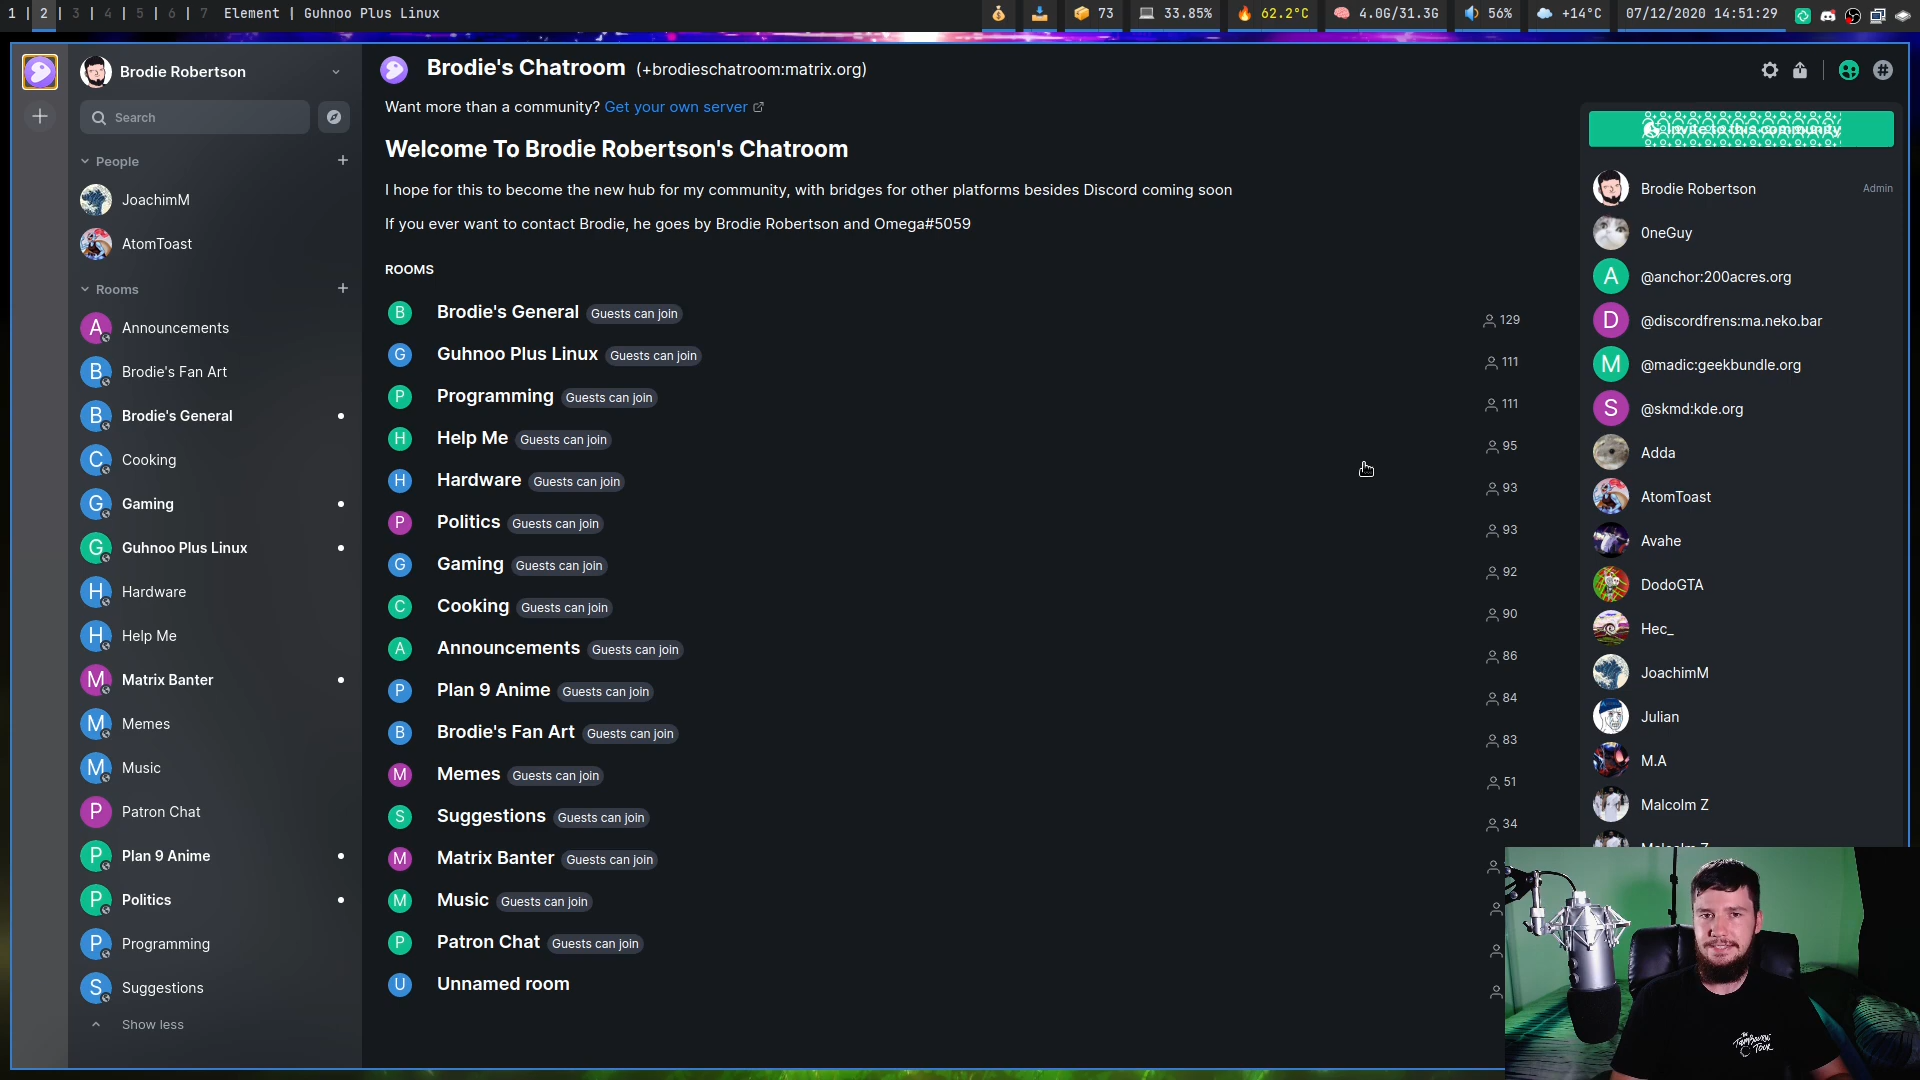 1 | 2 | 3 | 4 | 5 | 6 | 7 Element | Guhnoo Plus Linux
73 33.85% 62.2°C 4.0G/31.3G 56% +14°C 07/12/2020 14:51:29
Brodie Robertson
Search
People
JoachimM
AtomToast
Rooms
A Announcements
B Brodie's Fan Art
B Brodie's General
C Cooking
G Gaming
G Guhnoo Plus Linux
H Hardware
H Help Me
M Matrix Banter
M Memes
M Music
P Patron Chat
P Plan 9 Anime
P Politics
P Programming
S Suggestions
Show less
Brodie's Chatroom (+brodieschatroom:matrix.org)
Want more than a community? Get your own server
Welcome To Brodie Robertson's Chatroom
I hope for this to become the new hub for my community, with bridges for other platforms besides Discord coming soon
If you ever want to contact Brodie, he goes by Brodie Robertson and Omega#5059
ROOMS
B Brodie's General Guests can join 129
G Guhnoo Plus Linux Guests can join 111
P Programming Guests can join 111
H Help Me Guests can join 95
H Hardware Guests can join 93
P Politics Guests can join 93
G Gaming Guests can join 92
C Cooking Guests can join 90
A Announcements Guests can join 86
P Plan 9 Anime Guests can join 84
B Brodie's Fan Art Guests can join 83
M Memes Guests can join 51
S Suggestions Guests can join 34
M Matrix Banter Guests can join
M Music Guests can join
P Patron Chat Guests can join
U Unnamed room
Invite to this community
Brodie Robertson Admin
0neGuy
A @anchor:200acres.org
D @discordfrens:ma.neko.bar
M @madic:geekbundle.org
S @skmd:kde.org
Adda
AtomToast
Avahe
DodoGTA
Hec_
JoachimM
Julian
M.A
Malcolm Z
Malcolm Z
The Tambourine Tour